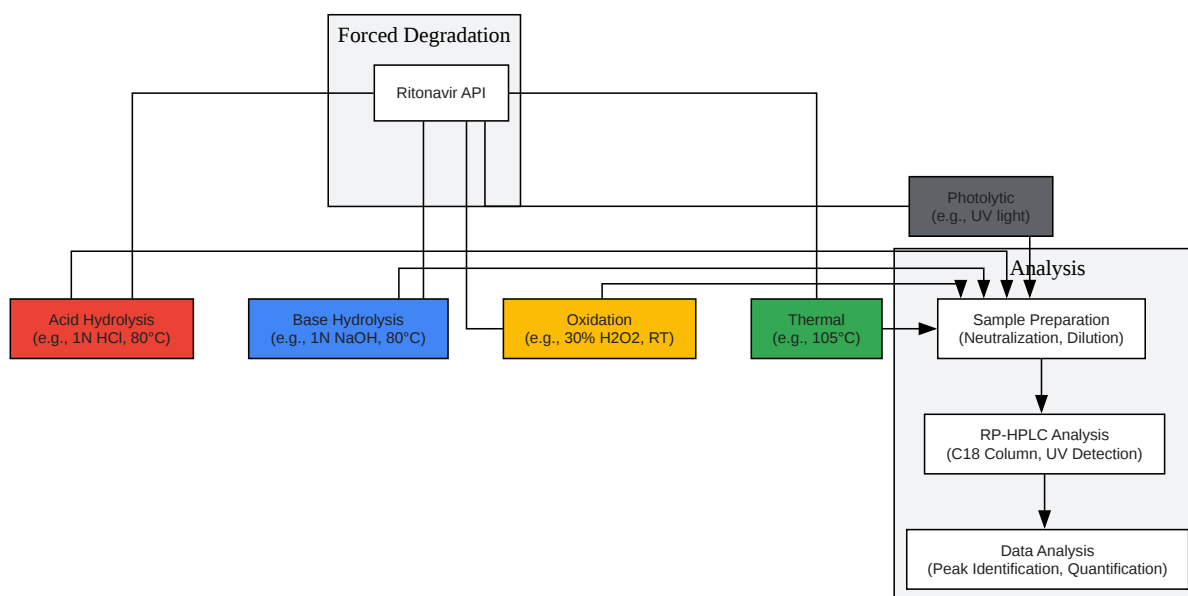 Forced Degradation
Ritonavir API
Photolytic
(e.g., UV light)
Analysis
Acid Hydrolysis
(e.g., 1N HCl, 80°C)
Base Hydrolysis
(e.g., 1N NaOH, 80°C)
Oxidation
(e.g., 30% H2O2, RT)
Thermal
(e.g., 105°C)
Sample Preparation
(Neutralization, Dilution)
RP-HPLC Analysis
(C18 Column, UV Detection)
Data Analysis
(Peak Identification, Quantification)